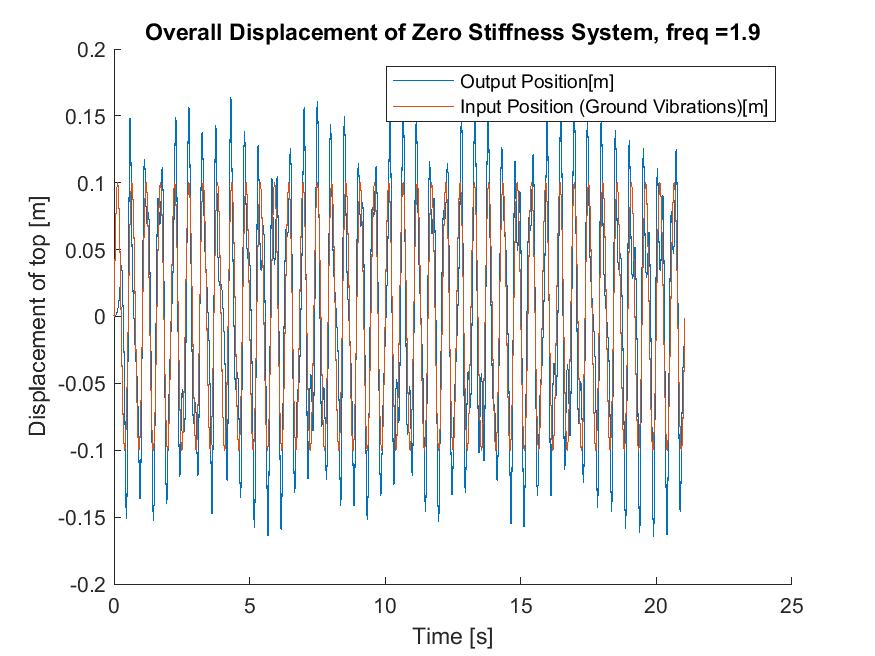 Overall Displacement of Zero Stiffness System, freq =1.9
Output Position[m]
Input Position (Ground Vibrations)[m]
Displacement of top [m]
0.2
0.15
0.1
0.05
0
-0.05
-0.1
-0.15
-0.2
0 5 10 15 20 25
Time [s]